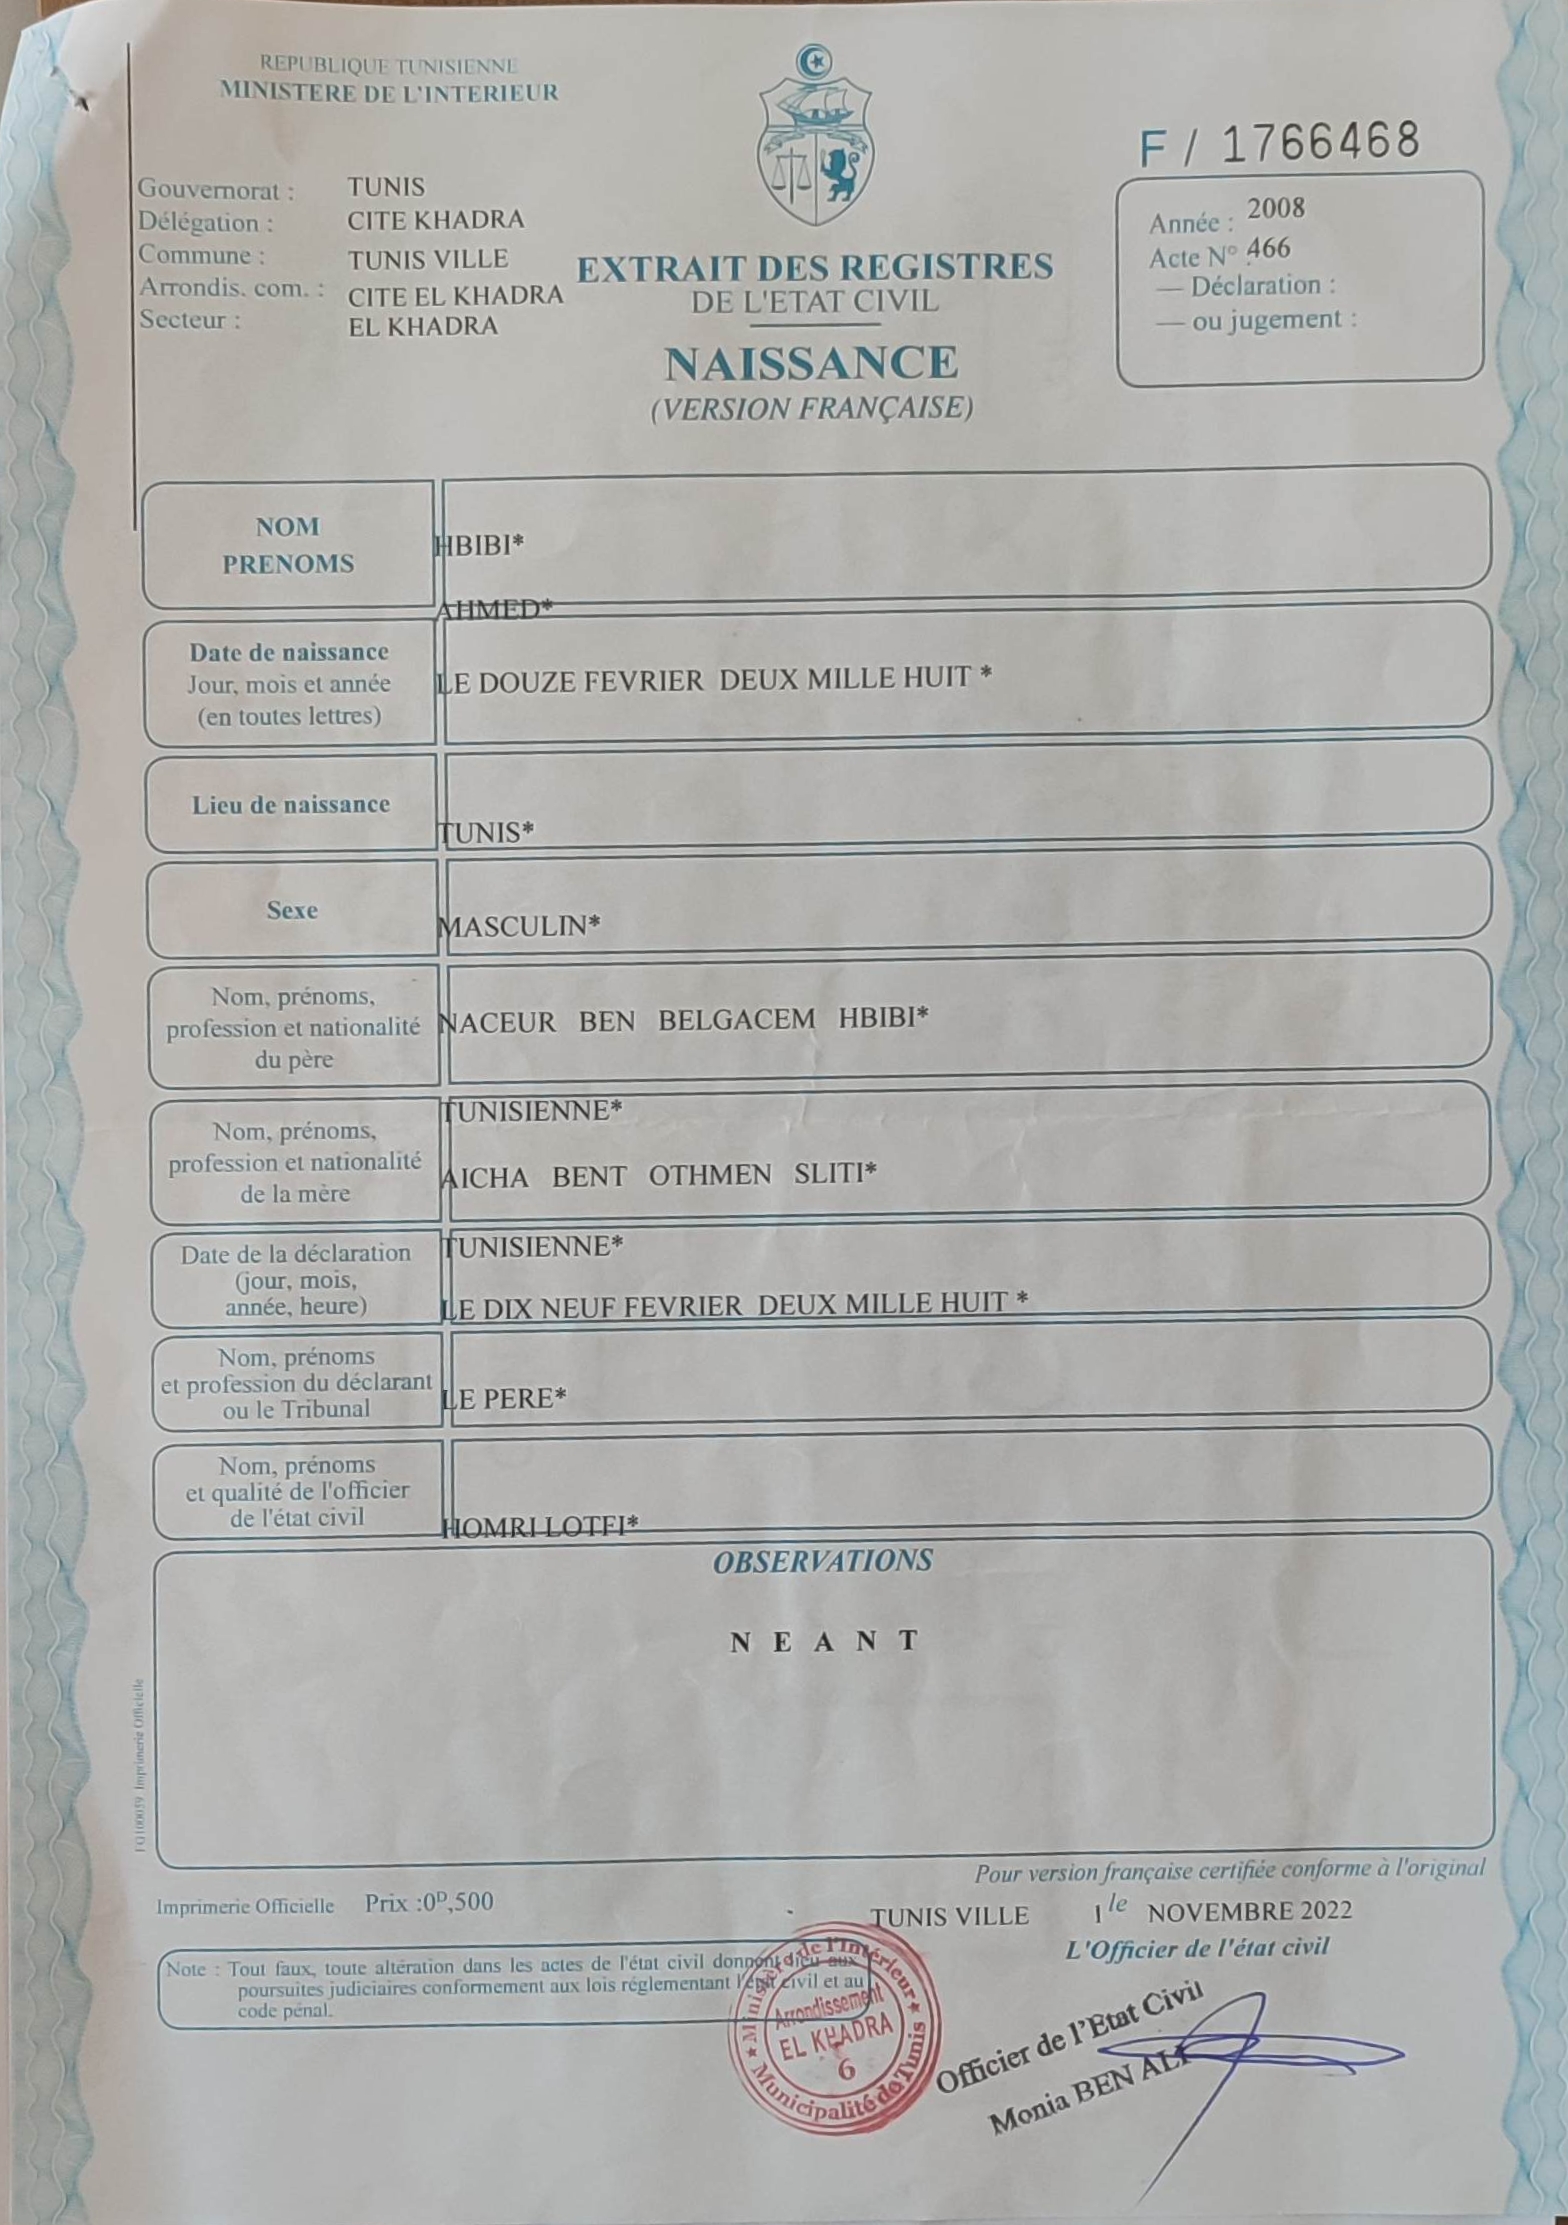 REPUBLIQUE TUNISIENNE
MINISTERE DE L'INTERIEUR
F / 1766468
Gouvernorat : TUNIS
Délégation : CITE KHADRA
Commune : TUNIS VILLE
Arrondis. com. : CITE EL KHADRA
Secteur : EL KHADRA
EXTRAIT DES REGISTRES
DE L'ETAT CIVIL
NAISSANCE
(VERSION FRANÇAISE)
Année : 2008
Acte N° 466
— Déclaration :
— ou jugement :
NOM
PRENOMS
HBIBI*
AHMED*
Date de naissance
Jour, mois et année
(en toutes lettres)
LE DOUZE FEVRIER DEUX MILLE HUIT *
Lieu de naissance
TUNIS*
Sexe
MASCULIN*
Nom, prénoms,
profession et nationalité
du père
NACEUR BEN BELGACEM HBIBI*
TUNISIENNE*
Nom, prénoms,
profession et nationalité
de la mère
AICHA BENT OTHMEN SLITI*
TUNISIENNE*
Date de la déclaration
(jour, mois,
année, heure)
LE DIX NEUF FEVRIER DEUX MILLE HUIT *
Nom, prénoms
et profession du déclarant
ou le Tribunal
LE PERE*
Nom, prénoms
et qualité de l'officier
de l'état civil
HOMRI LOTFI*
OBSERVATIONS
N E A N T
Imprimerie Officielle
Pour version française certifiée conforme à l'original
Imprimerie Officielle Prix :0ᴰ,500
TUNIS VILLE 1 le NOVEMBRE 2022
L'Officier de l'état civil
Note : Tout faux, toute altération dans les actes de l'état civil donnont dieu aux
poursuites judiciaires conformement aux lois réglementant l'état civil et au
code pénal.
Ministère de l'Intérieur
Arrondissement
EL KHADRA
6
Municipalité de Tunis
Officier de l'Etat Civil
Monia BEN ALI